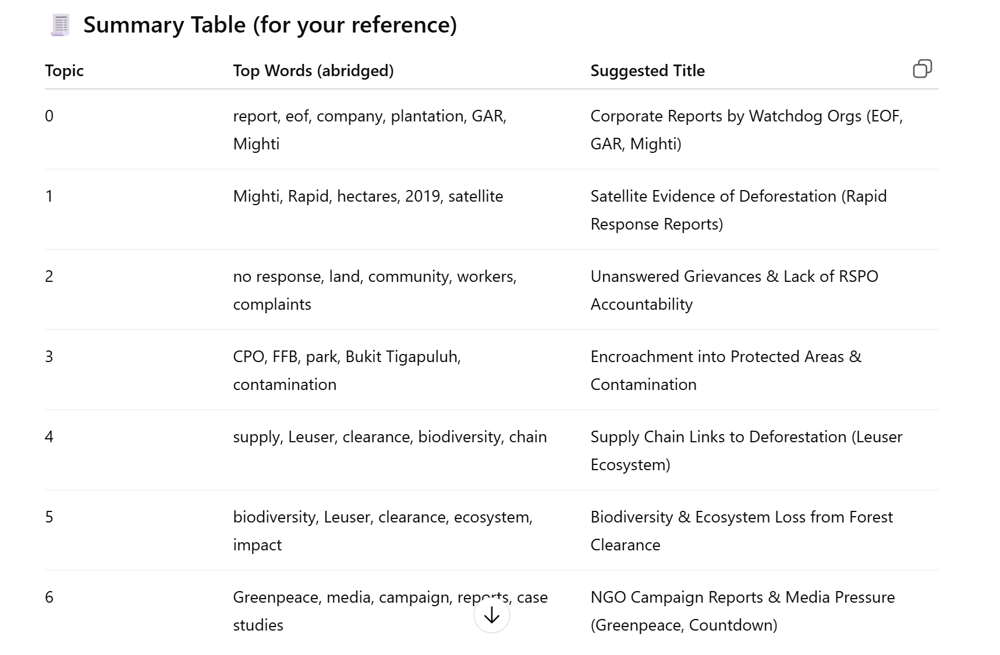 Summary Table (for your reference)
Topic Top Words (abridged) Suggested Title
0 report, eof, company, plantation, GAR, Corporate Reports by Watchdog Orgs (EOF,
Mighti GAR, Mighti)
1 Mighti, Rapid, hectares, 2019, satellite Satellite Evidence of Deforestation (Rapid
Response Reports)
2 no response, land, community, workers, Unanswered Grievances & Lack of RSPO
complaints Accountability
3 CPO, FFB, park, Bukit Tigapuluh, Encroachment into Protected Areas &
contamination Contamination
4 supply, Leuser, clearance, biodiversity, chain Supply Chain Links to Deforestation (Leuser
Ecosystem)
5 biodiversity, Leuser, clearance, ecosystem, Biodiversity & Ecosystem Loss from Forest
impact Clearance
6 Greenpeace, media, campaign, reports, case NGO Campaign Reports & Media Pressure
studies (Greenpeace, Countdown)